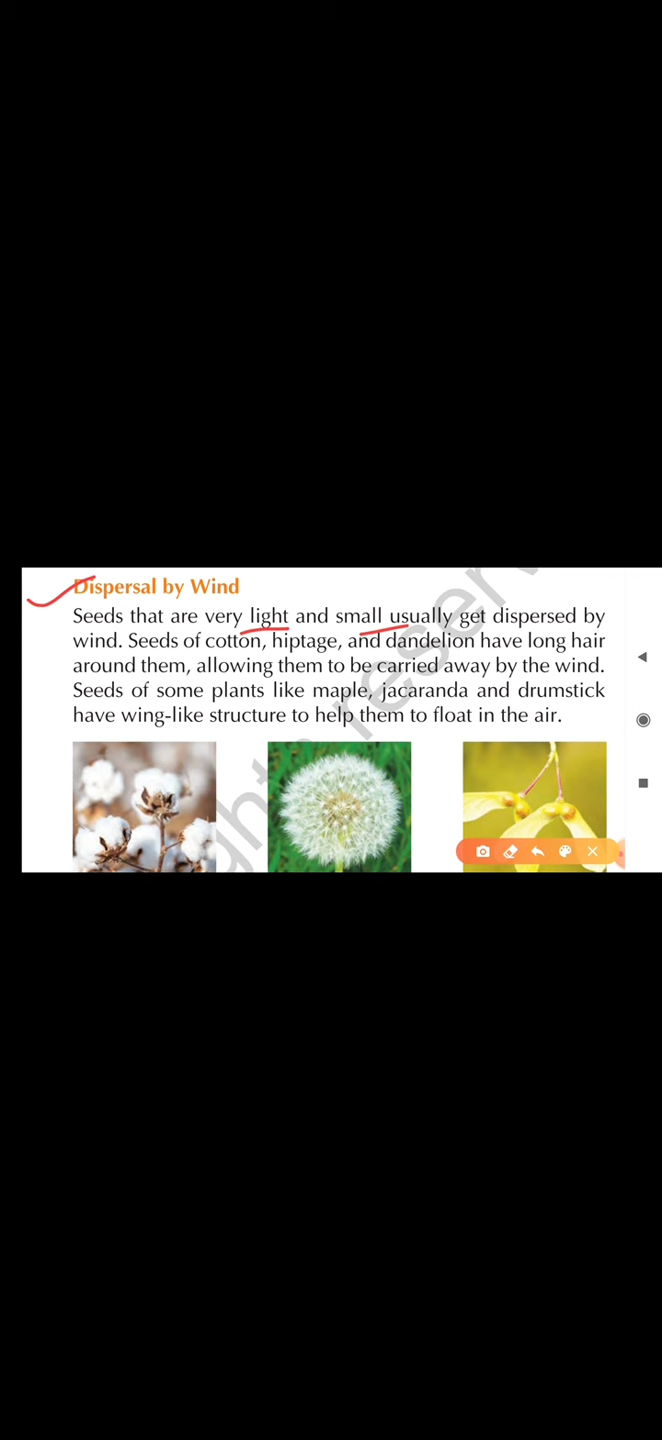 Dispersal by Wind
Seeds that are very light and small usually get dispersed by
wind. Seeds of cotton, hiptage, and dandelion have long hair
around them, allowing them to be carried away by the wind.
Seeds of some plants like maple, jacaranda and drumstick
have wing-like structure to help them to float in the air.